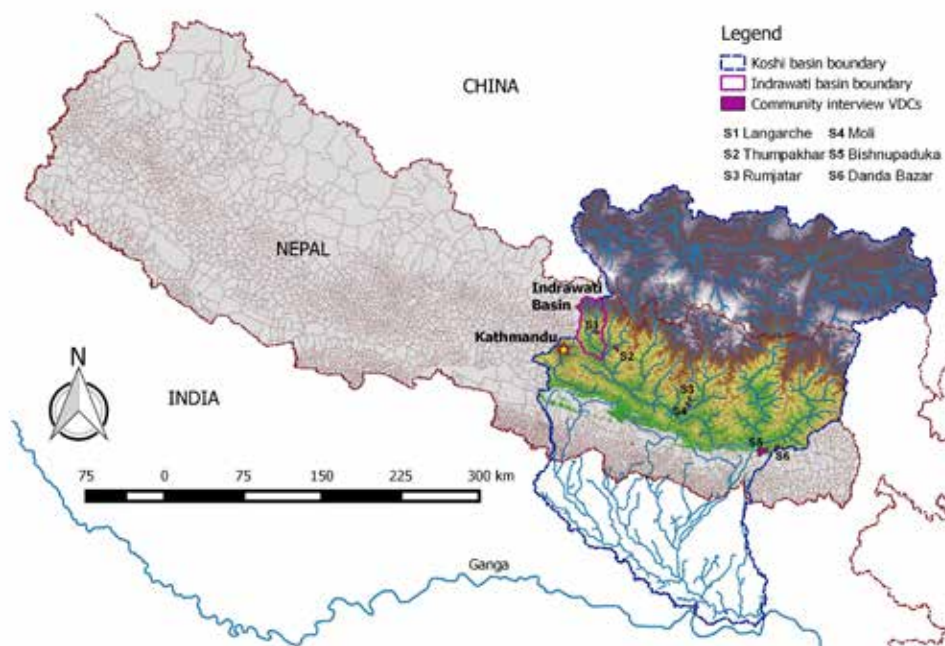 Legend
Koshi basin boundary
Indrawati basin boundary
Community interview VDCs
S1 Langarche S4 Moli
S2 Thumpakhar S5 Bishnupaduka
S3 Rumjatar S6 Danda Bazar
CHINA
NEPAL
Indrawati
Basin
S1
Kathmandu
S2
N
S3
INDIA
S4
S5
S6
75 0 75 150 225 300 km
Ganga